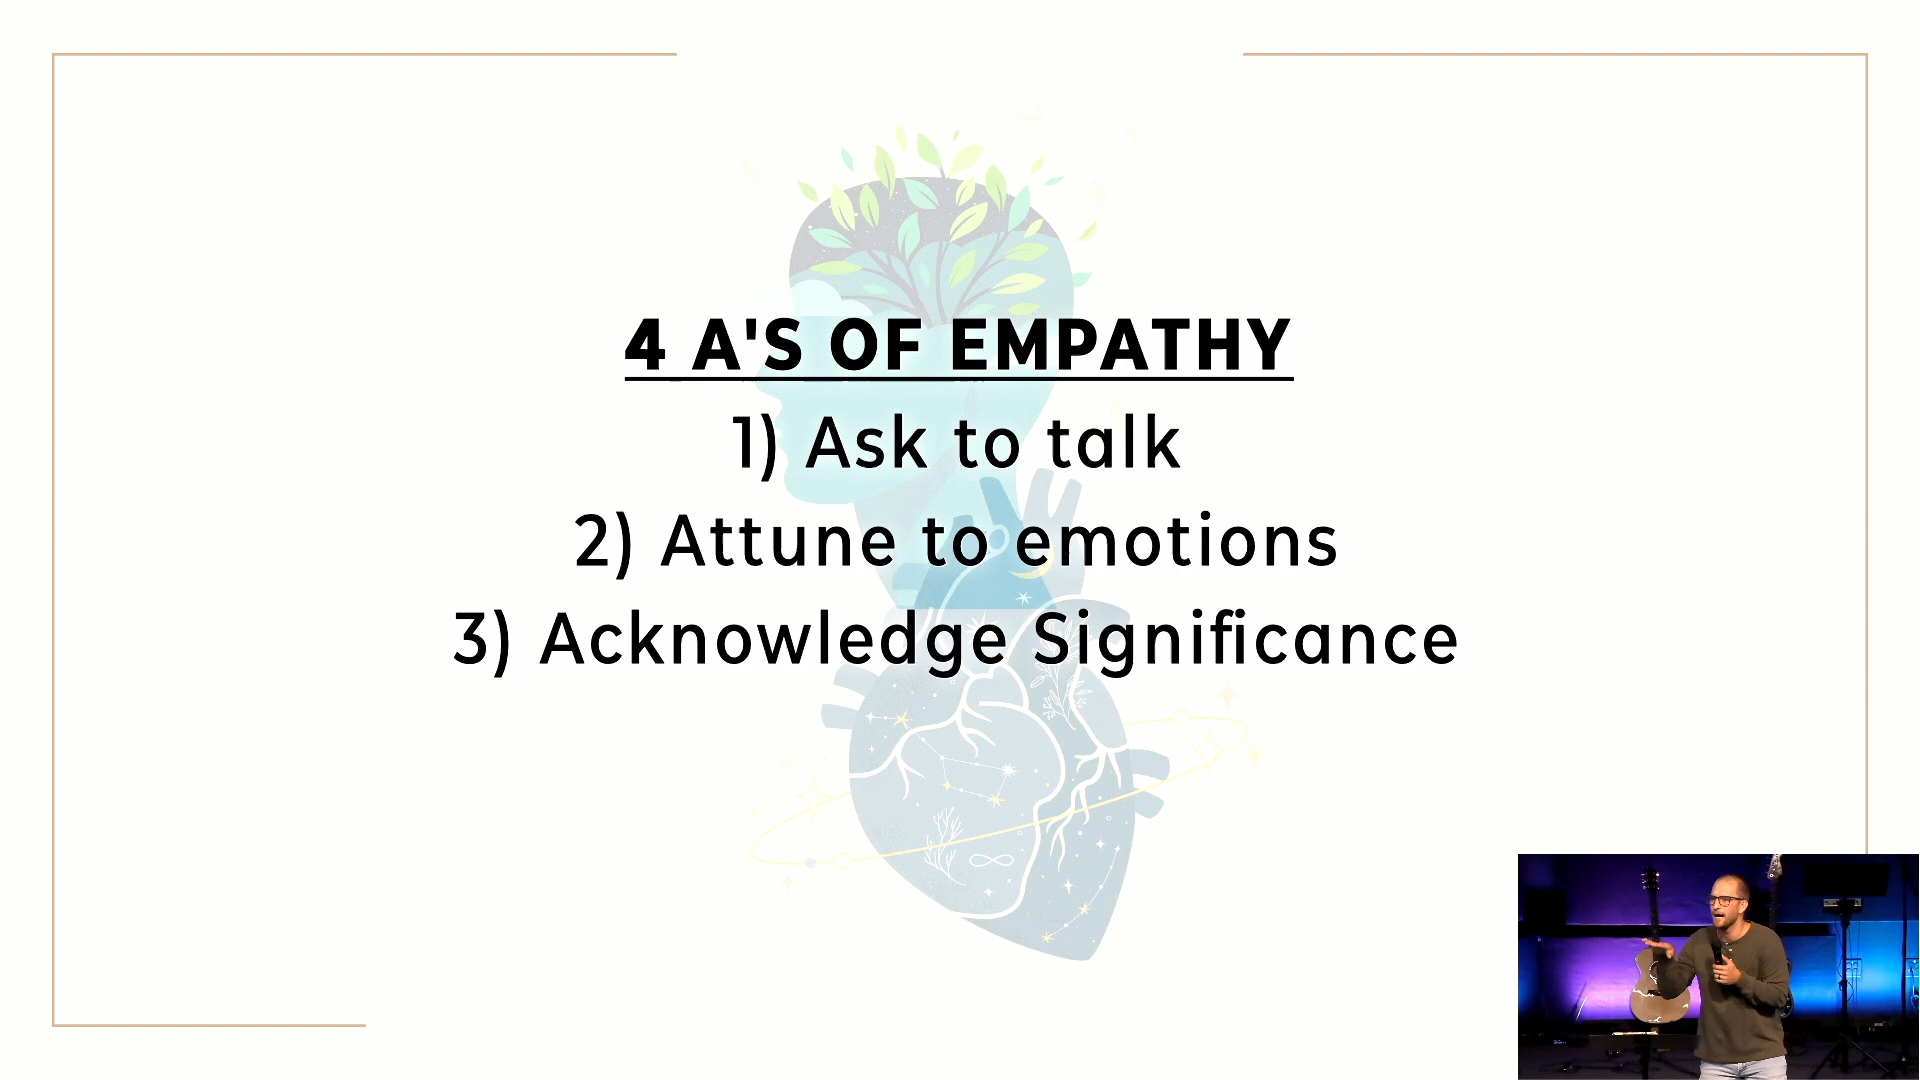 4 A'S OF EMPATHY
1) Ask to talk
2) Attune to emotions
3) Acknowledge Significance